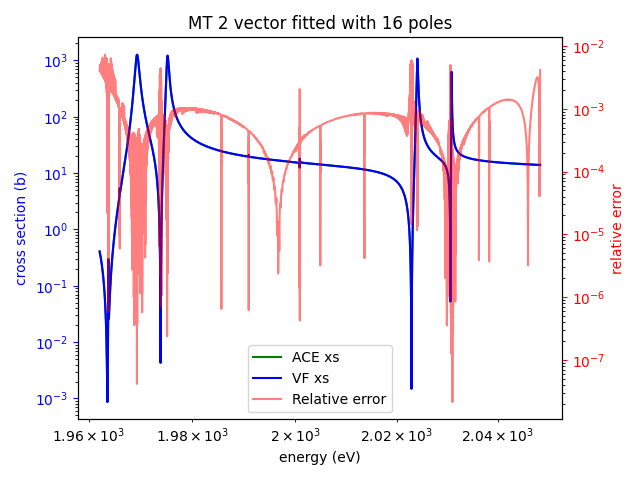 MT 2 vector fitted with 16 poles
10³
10²
10¹
10⁰
10⁻¹
10⁻²
10⁻³
cross section (b)
10⁻²
10⁻³
10⁻⁴
10⁻⁵
10⁻⁶
10⁻⁷
relative error
ACE xs
VF xs
Relative error
1.96 × 10³ 1.98 × 10³ 2 × 10³ 2.02 × 10³ 2.04 × 10³
energy (eV)